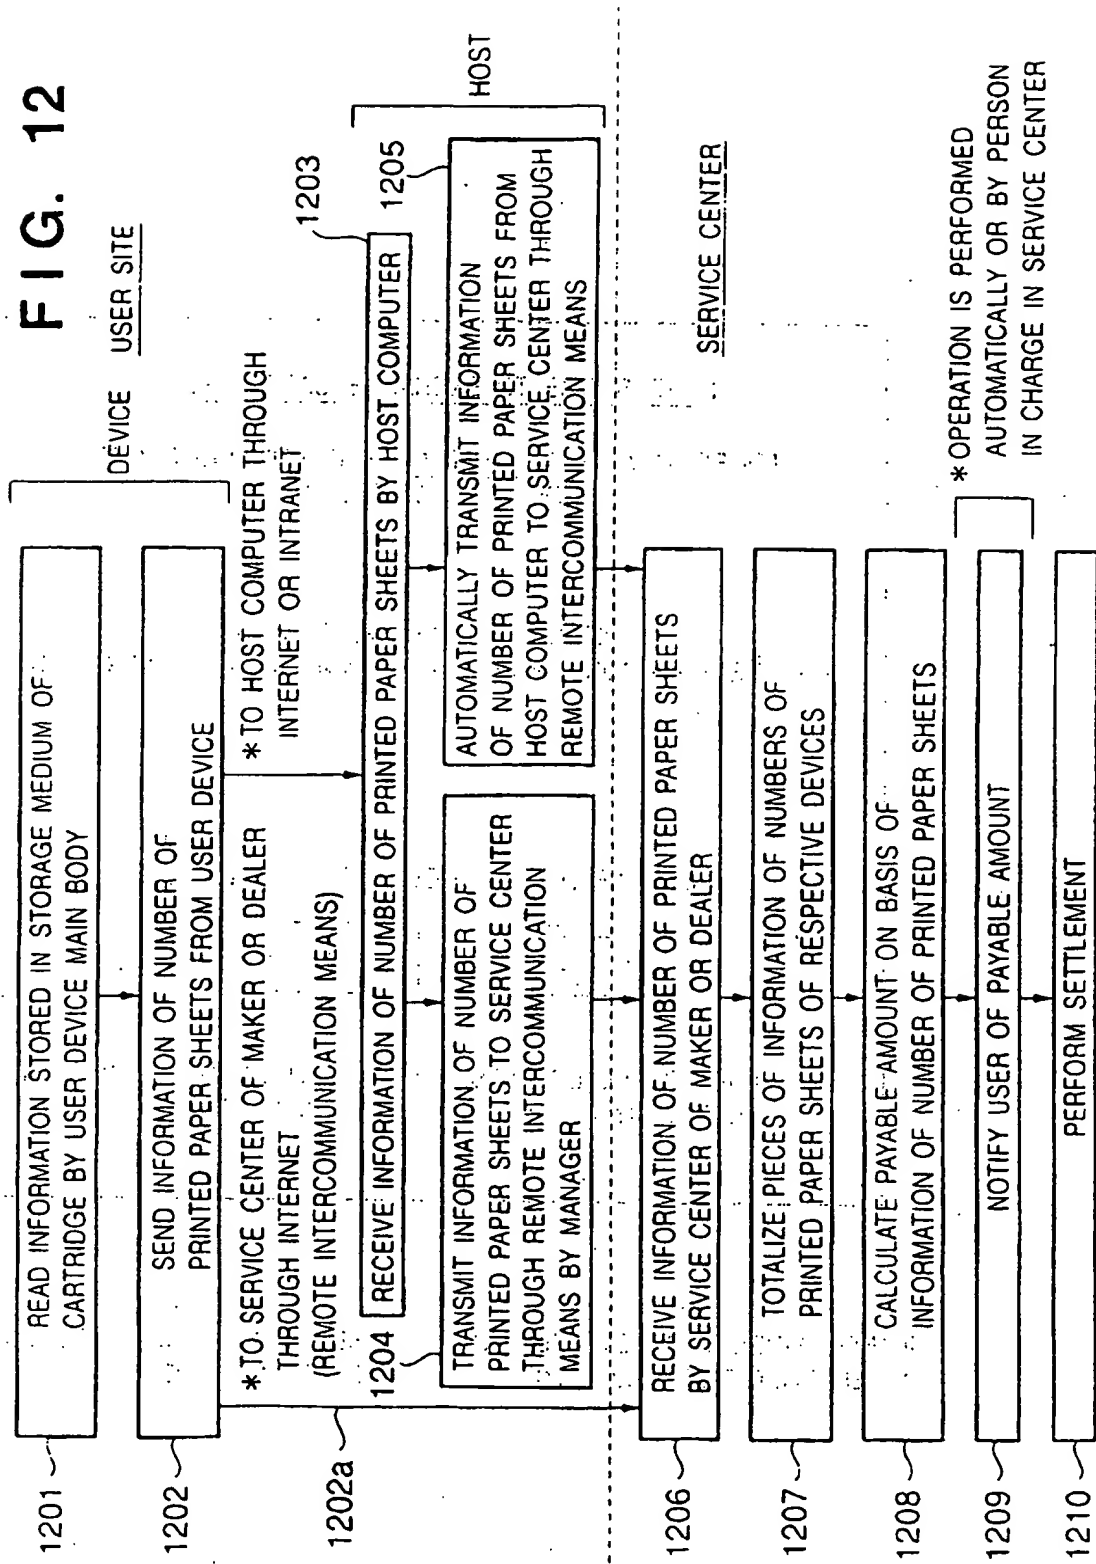 FIG. 12
DEVICE
USER SITE
1201
READ INFORMATION STORED IN STORAGE MEDIUM OF
CARTRIDGE BY USER DEVICE MAIN BODY
1202
SEND INFORMATION OF NUMBER OF
PRINTED PAPER SHEETS FROM USER DEVICE
*TO SERVICE CENTER OF MAKER OR DEALER
THROUGH INTERNET
(REMOTE INTERCOMMUNICATION MEANS)
*TO HOST COMPUTER THROUGH
INTERNET OR INTRANET
1202a
1203
RECEIVE INFORMATION OF NUMBER OF PRINTED PAPER SHEETS BY HOST COMPUTER
HOST
1204
TRANSMIT INFORMATION OF NUMBER OF
PRINTED PAPER SHEETS TO SERVICE CENTER
THROUGH REMOTE INTERCOMMUNICATION
MEANS BY MANAGER
1205
AUTOMATICALLY TRANSMIT INFORMATION
OF NUMBER OF PRINTED PAPER SHEETS FROM
HOST COMPUTER TO SERVICE CENTER THROUGH
REMOTE INTERCOMMUNICATION MEANS
SERVICE CENTER
1206
RECEIVE INFORMATION OF NUMBER OF PRINTED PAPER SHEETS
BY SERVICE CENTER OF MAKER OR DEALER
1207
TOTALIZE PIECES OF INFORMATION OF NUMBERS OF
PRINTED PAPER SHEETS OF RESPECTIVE DEVICES
1208
CALCULATE PAYABLE AMOUNT ON BASIS OF
INFORMATION OF NUMBER OF PRINTED PAPER SHEETS
1209
NOTIFY USER OF PAYABLE AMOUNT
*OPERATION IS PERFORMED
AUTOMATICALLY OR BY PERSON
IN CHARGE IN SERVICE CENTER
1210
PERFORM SETTLEMENT